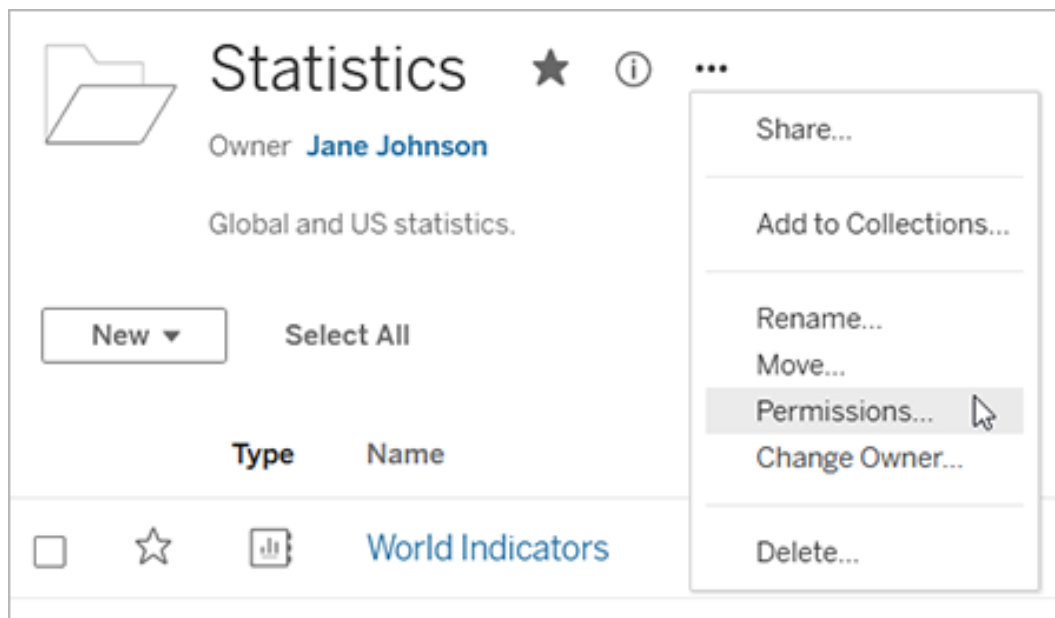 Statistics
Owner Jane Johnson
Global and US statistics.
New
Select All
Share...
Add to Collections...
Rename...
Move...
Permissions...
Change Owner...
Delete...
Type Name
World Indicators